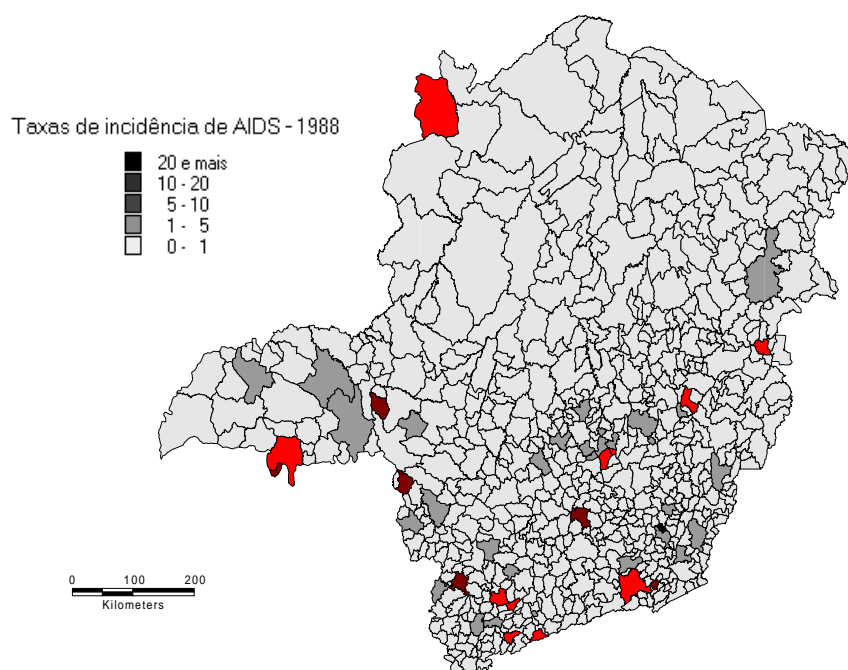 Taxas de incidência de AIDS - 1988
20 e mais
10 - 20
5 - 10
1 - 5
0 - 1
0 100 200
Kilometers